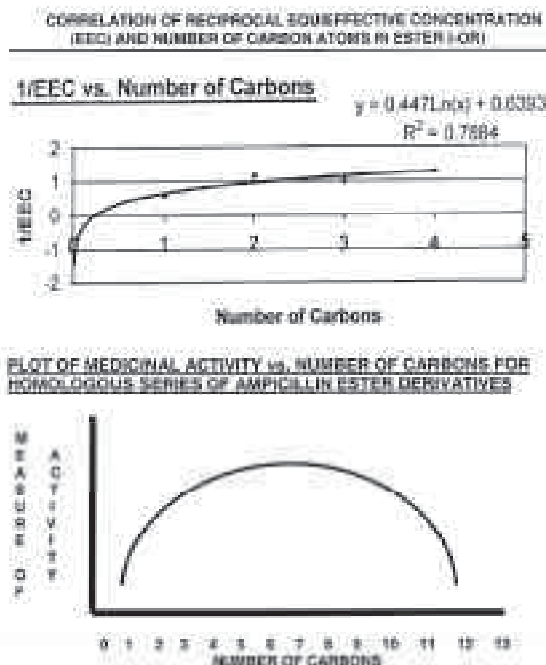 CORRELATION OF RECIPROCAL EQUIEFFECTIVE CONCENTRATION
(EEC) AND NUMBER OF CARBON ATOMS IN ESTER (-OR)
1/EEC vs. Number of Carbons
y = 0.447Ln(x) + 0.6393
R² = 0.7884
2
1
0
-1
-2
1/EEC
0 1 2 3 4 5
Number of Carbons
PLOT OF MEDICINAL ACTIVITY vs. NUMBER OF CARBONS FOR
HOMOLOGOUS SERIES OF AMPICILLIN ESTER DERIVATIVES
MEASURE OF
ACTIVITY
0 1 2 3 4 5 6 7 8 9 10 11 12 13
NUMBER OF CARBONS